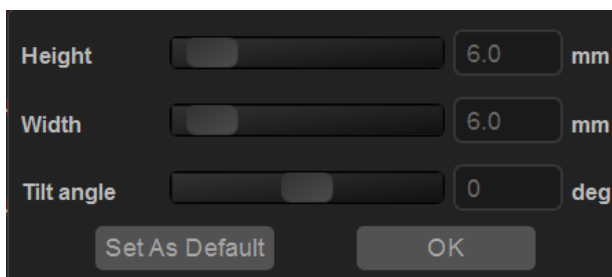 Height 6.0 mm
Width 6.0 mm
Tilt angle 0 deg
Set As Default OK